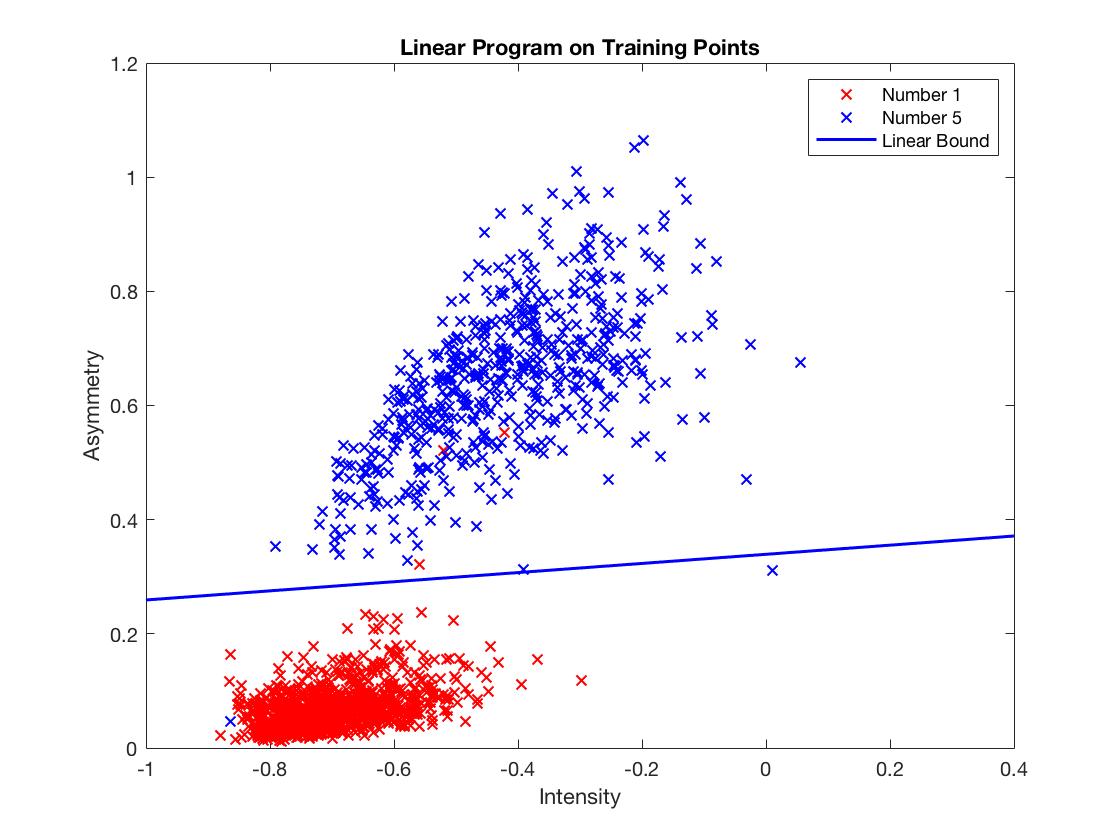 Linear Program on Training Points
1.2
1
0.8
0.6
0.4
0.2
0
Asymmetry
Number 1
Number 5
Linear Bound
-1 -0.8 -0.6 -0.4 -0.2 0 0.2 0.4
Intensity